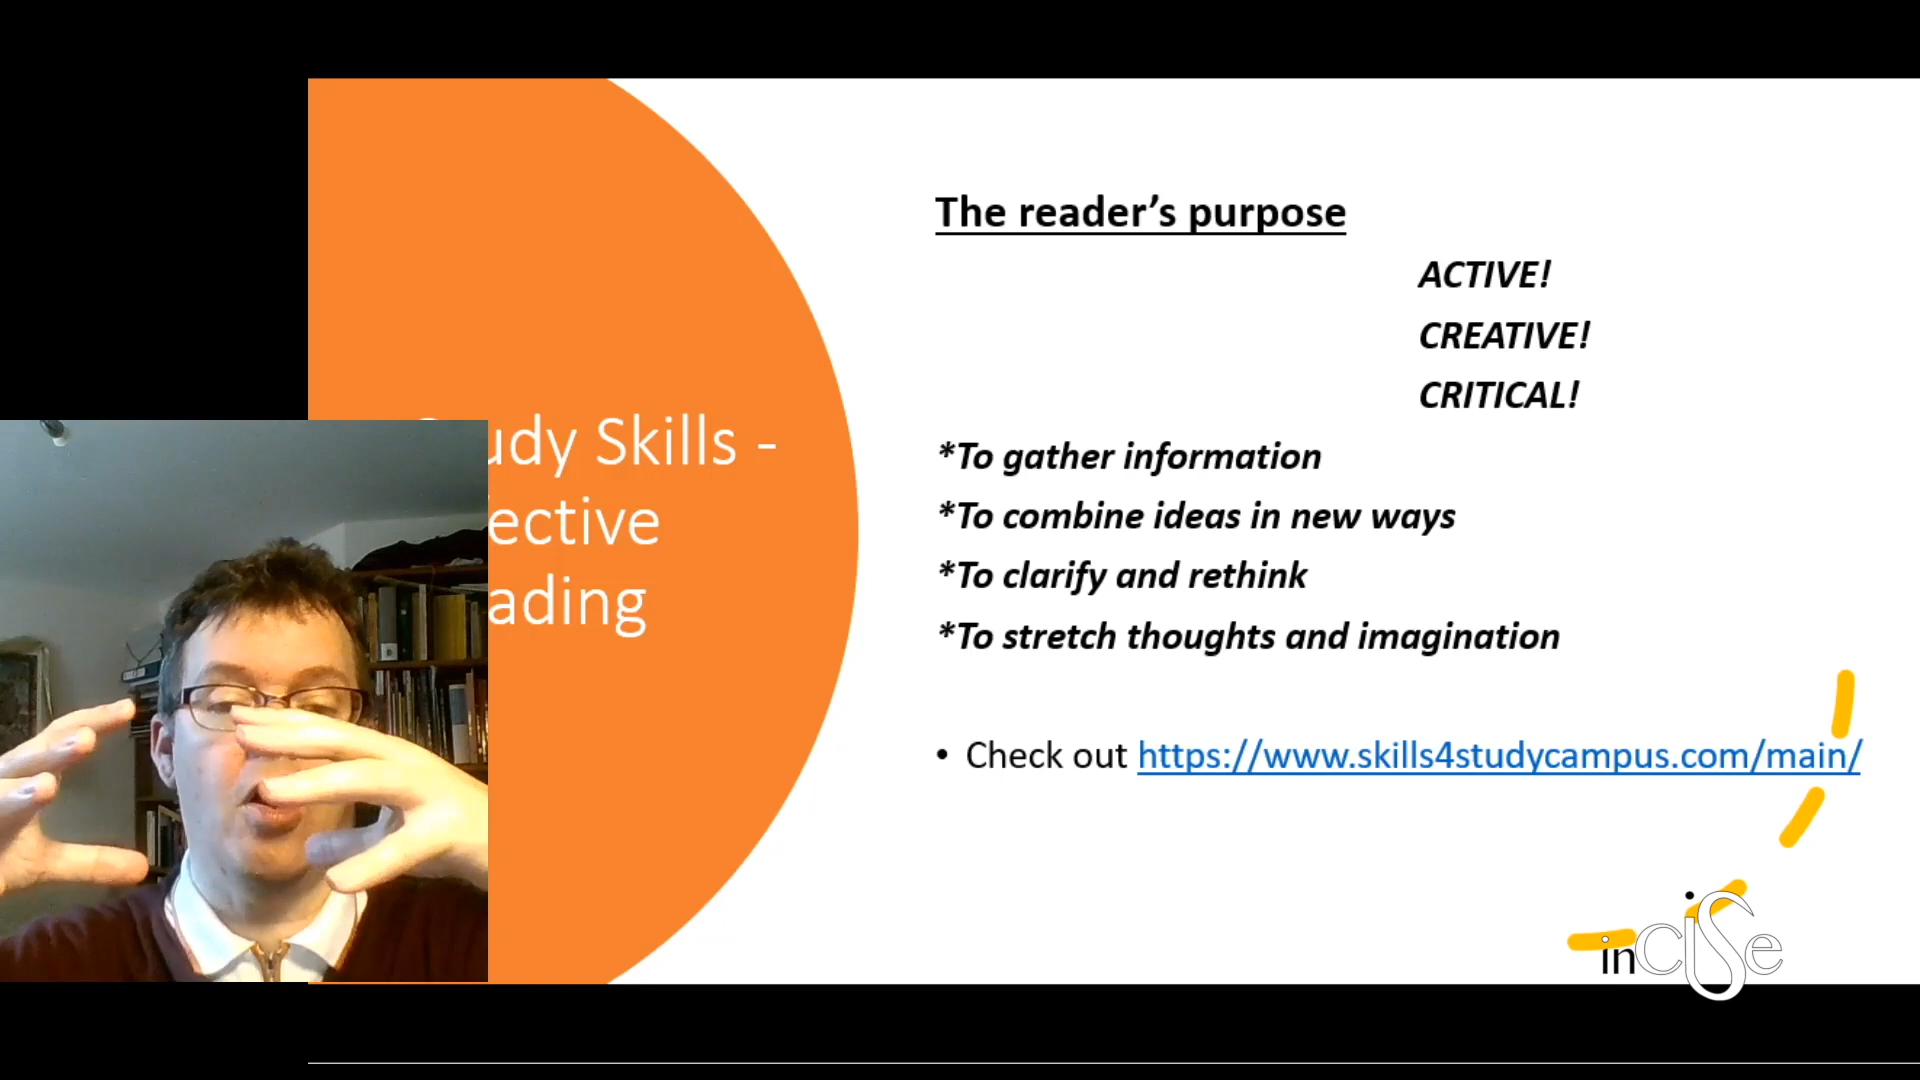 udy Skills -
ective
ading
The reader’s purpose
ACTIVE!
CREATIVE!
CRITICAL!
*To gather information
*To combine ideas in new ways
*To clarify and rethink
*To stretch thoughts and imagination
• Check out https://www.skills4studycampus.com/main/
inCiSe